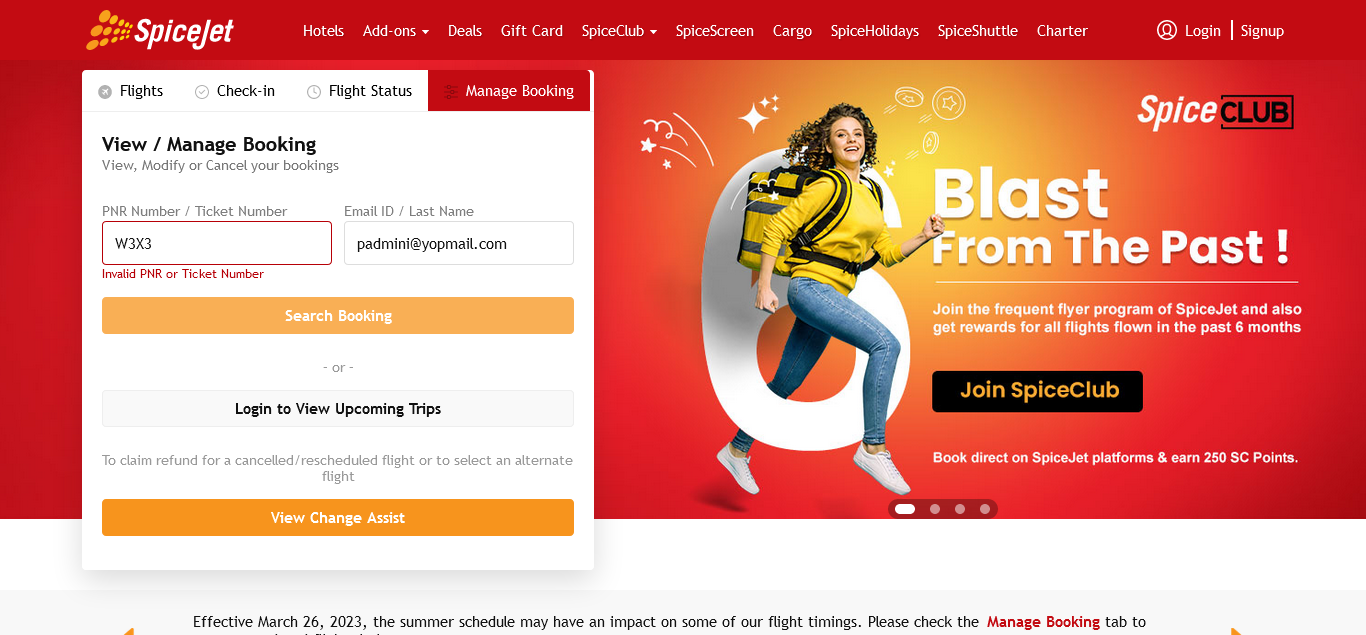 SpiceJet
Hotels Add-ons Deals Gift Card SpiceClub SpiceScreen Cargo SpiceHolidays SpiceShuttle Charter
Login Signup
Flights Check-in Flight Status Manage Booking
View / Manage Booking
View, Modify or Cancel your bookings
PNR Number / Ticket Number Email ID / Last Name
W3X3 padmini@yopmail.com
Invalid PNR or Ticket Number
Search Booking
- or -
Login to View Upcoming Trips
To claim refund for a cancelled/rescheduled flight or to select an alternate
flight
View Change Assist
Spice CLUB
Blast
From The Past !
Join the frequent flyer program of SpiceJet and also
get rewards for all flights flown in the past 6 months
Join SpiceClub
Book direct on SpiceJet platforms & earn 250 SC Points.
Effective March 26, 2023, the summer schedule may have an impact on some of our flight timings. Please check the Manage Booking tab to